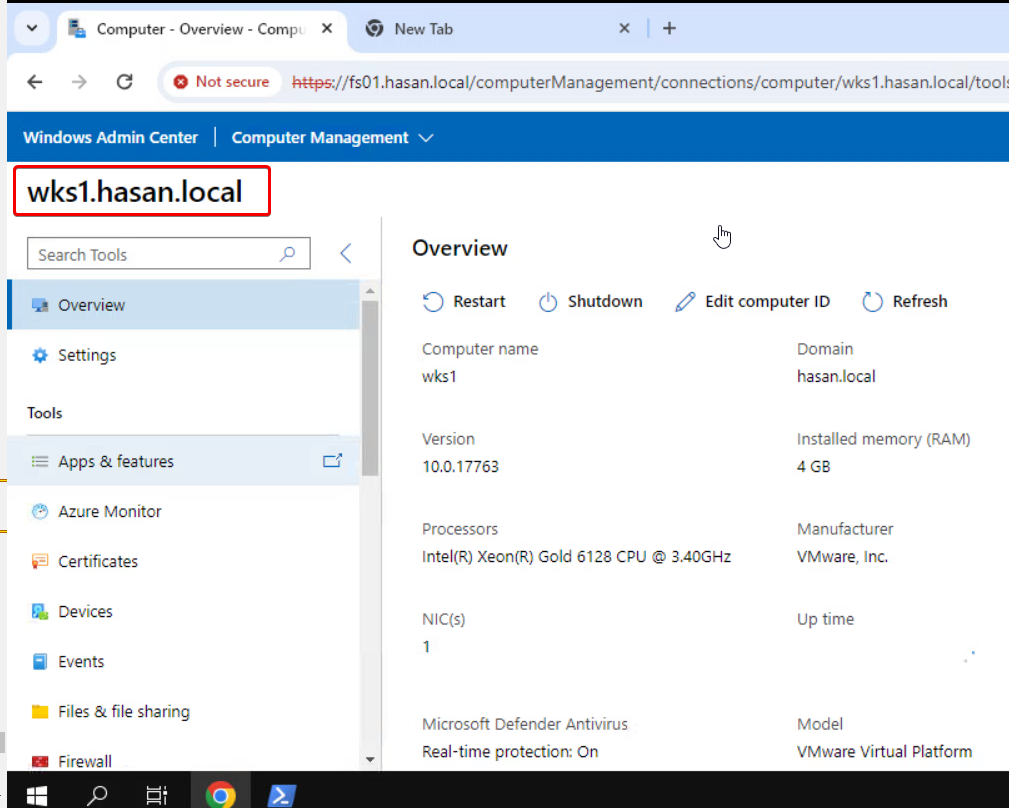 Computer - Overview - Compu
New Tab
Not secure
https://fs01.hasan.local/computerManagement/connections/computer/wks1.hasan.local/tools
Windows Admin Center
Computer Management
wks1.hasan.local
Search Tools
Overview
Settings
Tools
Apps & features
Azure Monitor
Certificates
Devices
Events
Files & file sharing
Firewall
Overview
Restart
Shutdown
Edit computer ID
Refresh
Computer name
wks1
Domain
hasan.local
Version
10.0.17763
Installed memory (RAM)
4 GB
Processors
Intel(R) Xeon(R) Gold 6128 CPU @ 3.40GHz
Manufacturer
VMware, Inc.
NIC(s)
1
Up time
Microsoft Defender Antivirus
Real-time protection: On
Model
VMware Virtual Platform